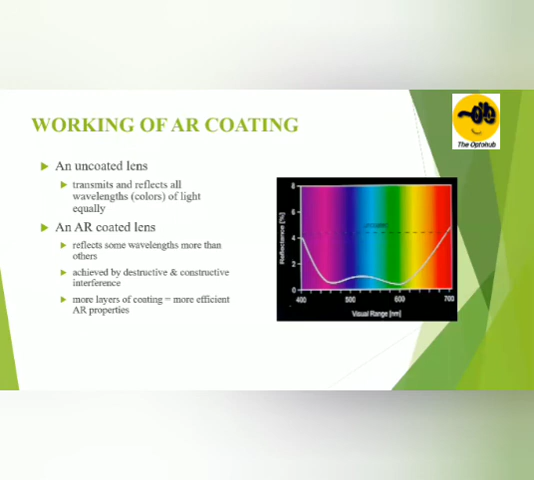 WORKING OF AR COATING
The Optohub
An uncoated lens
transmits and reflects all
wavelengths (colors) of light
equally
An AR coated lens
reflects some wavelengths more than
others
achieved by destructive & constructive
interference
more layers of coating = more efficient
AR properties
Reflectance [%]
8
6
4
2
0
400
500
600
700
Visual Range [nm]